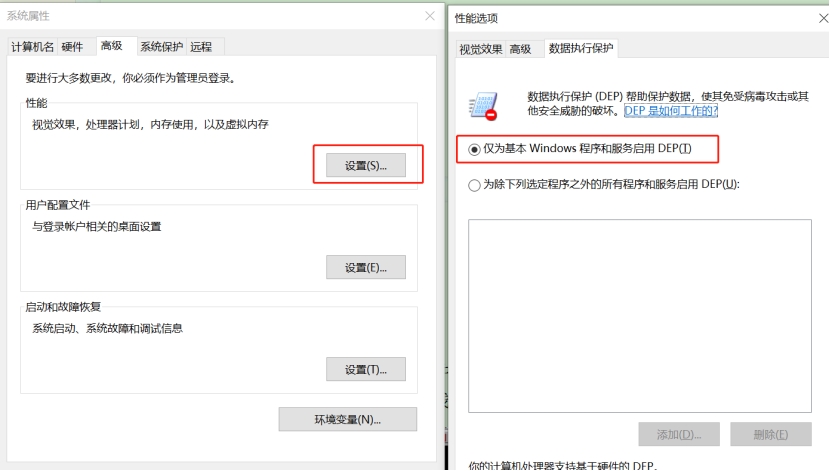 系统属性
计算机名 硬件 高级 系统保护 远程
要进行大多数更改，你必须作为管理员登录。
性能
视觉效果，处理器计划，内存使用，以及虚拟内存
设置(S)...
用户配置文件
与登录帐户相关的桌面设置
设置(E)...
启动和故障恢复
系统启动、系统故障和调试信息
设置(T)...
环境变量(N)...
性能选项
视觉效果 高级 数据执行保护
数据执行保护 (DEP) 帮助保护数据，使其免受病毒攻击或其
他安全威胁的破坏。DEP 是如何工作的?
仅为基本 Windows 程序和服务启用 DEP(T)
为除下列选定程序之外的所有程序和服务启用 DEP(U):
添加(D)... 删除(E)
你的计算机处理器支持基于硬件的 DEP。